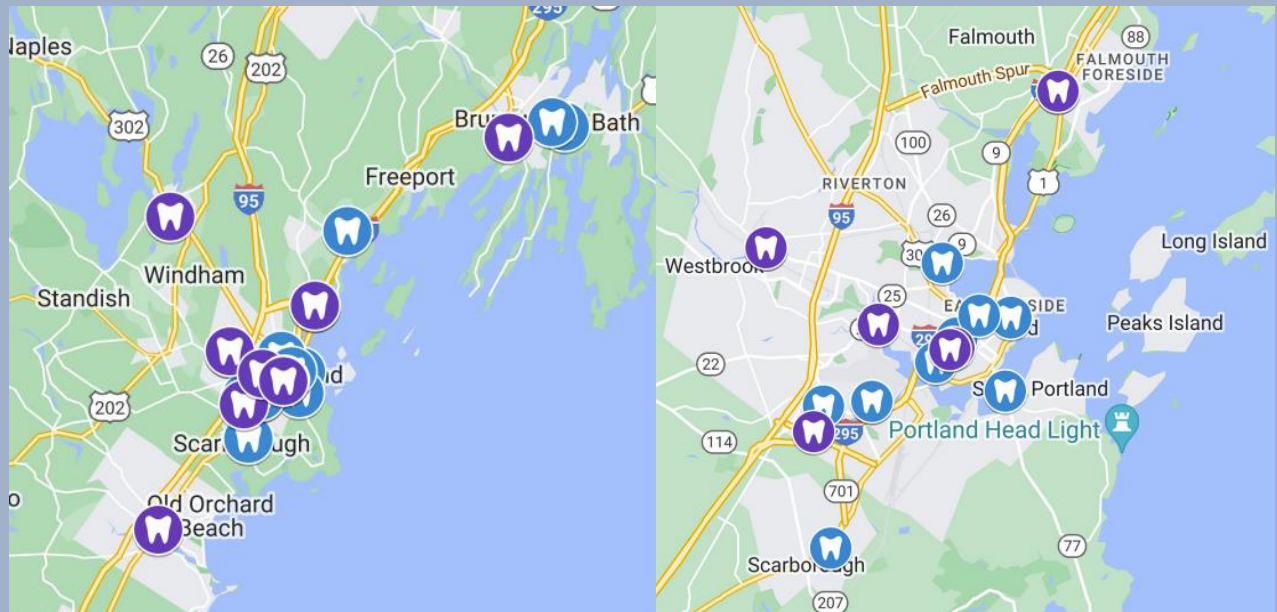 295
Naples
26
202
88
Falmouth
FALMOUTH
FORESIDE
Falmouth Spur
302
Bath
Freeport
95
100
9
1
RIVERTON
95
26
9
Long Island
Westbrook
Windham
Standish
25
Peaks Island
22
202
Portland
Portland Head Light
295
114
Scarborough
701
Old Orchard
Beach
77
Scarborough
207